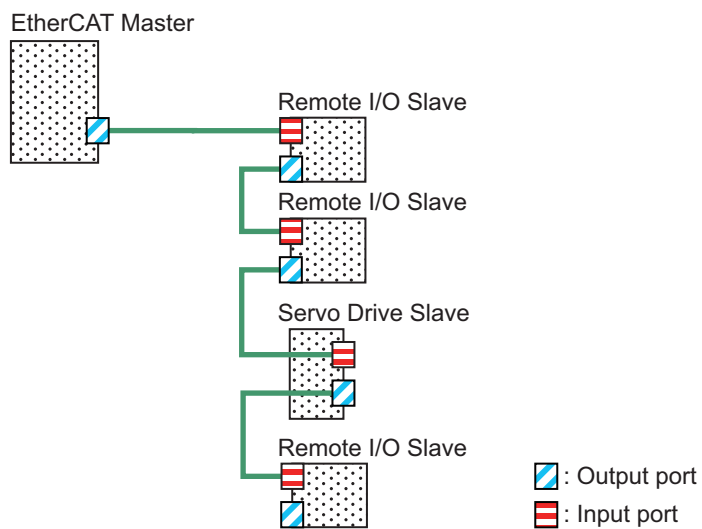 EtherCAT Master
Remote I/O Slave
Remote I/O Slave
Servo Drive Slave
Remote I/O Slave
: Output port
: Input port